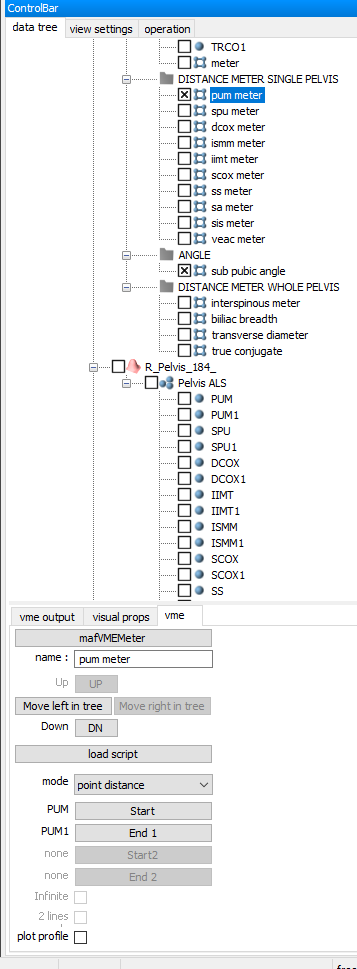 ControlBar
data tree view settings operation
TRCO1
meter
DISTANCE METER SINGLE PELVIS
pum meter
spu meter
dcox meter
ismm meter
iimt meter
scox meter
ss meter
sa meter
sis meter
veac meter
ANGLE
sub pubic angle
DISTANCE METER WHOLE PELVIS
interspinous meter
biiliac breadth
transverse diameter
true conjugate
R_Pelvis_184_
Pelvis ALS
PUM
PUM1
SPU
SPU1
DCOX
DCOX1
IIMT
IIMT1
ISMM
ISMM1
SCOX
SCOX1
SS
vme output visual props vme
mafVMEMeter
name : pum meter
Up UP
Move left in tree Move right in tree
Down DN
load script
mode point distance
PUM Start
PUM1 End 1
none Start2
none End 2
Infinite
2 lines
plot profile